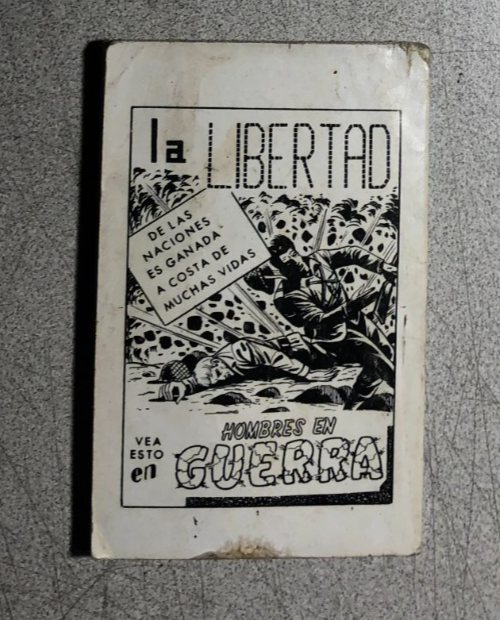 la LIBERTAD
DE LAS
NACIONES
ES GANADA
A COSTA DE
MUCHAS VIDAS
VEA
ESTO
en
HOMBRES EN
GUERRA